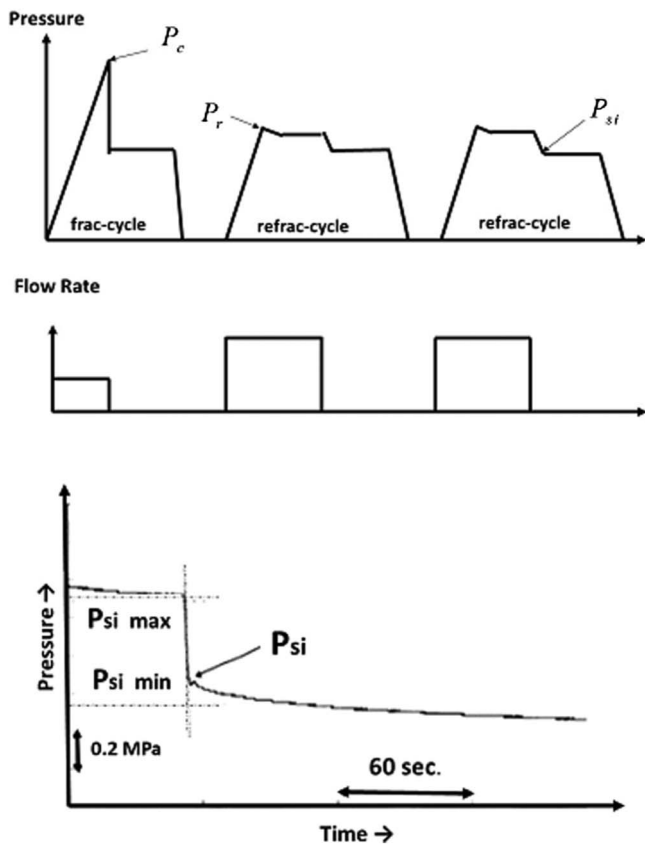 Pressure
P_c
P_r
P_si
frac-cycle
refrac-cycle
refrac-cycle
Flow Rate
Pressure →
Psi max
Psi
Psi min
0.2 MPa
60 sec.
Time →